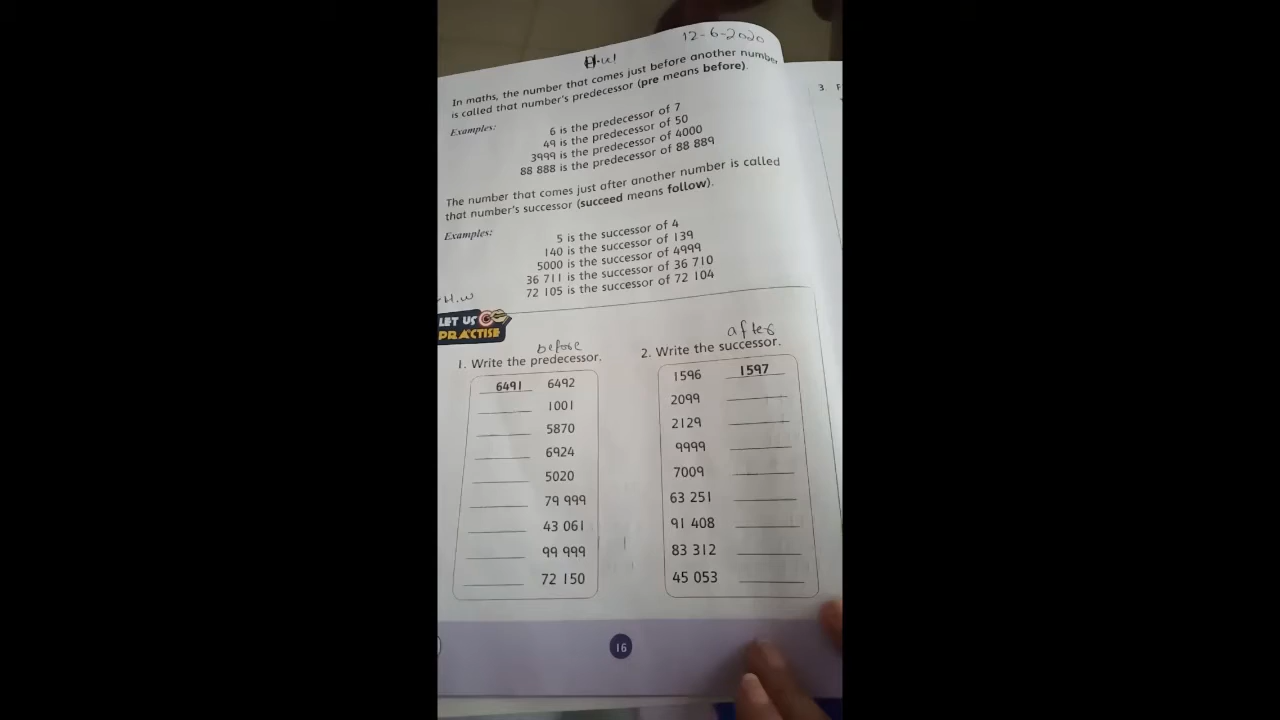 12-6-2020
H.w
In maths, the number that comes just before another number
is called that number's predecessor (pre means before).
Examples:
6 is the predecessor of 7
49 is the predecessor of 50
3999 is the predecessor of 4000
88 888 is the predecessor of 88 889
The number that comes just after another number is called
that number's successor (succeed means follow).
Examples:
5 is the successor of 4
140 is the successor of 139
5000 is the successor of 4999
36 711 is the successor of 36 710
72 105 is the successor of 72 104
H.w
LET US
PRACTISE
before
1. Write the predecessor.
6491 6492
1001
5870
6924
5020
79 999
43 061
99 999
72 150
after
2. Write the successor.
1596 1597
2099
2129
9999
7009
63 251
91 408
83 312
45 053
16
3.